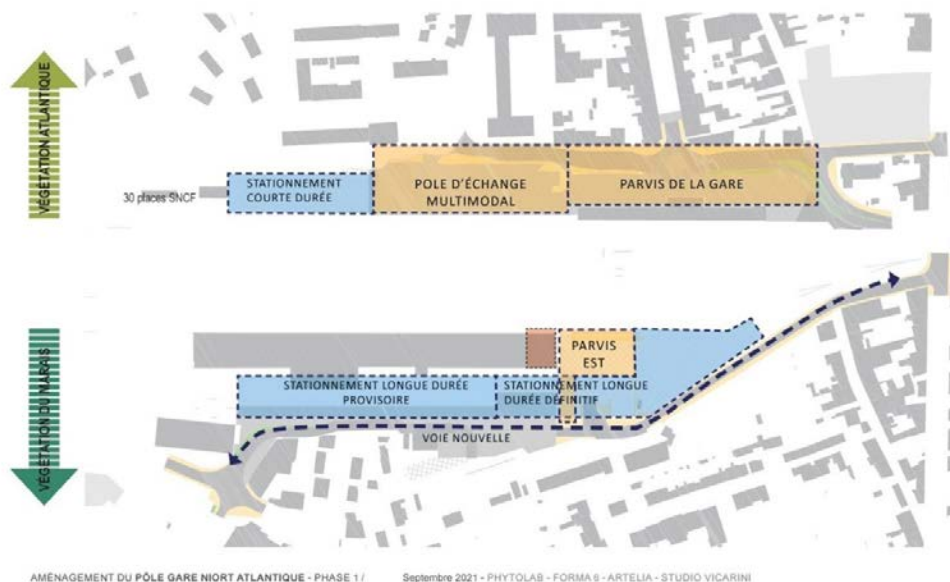 VÉGÉTATION ATLANTIQUE
30 places SNCF
STATIONNEMENT
COURTE DURÉE
POLE D'ÉCHANGE
MULTIMODAL
PARVIS DE LA GARE
VÉGÉTATION DU MARAIS
PARVIS
EST
STATIONNEMENT LONGUE DURÉE
PROVISOIRE
STATIONNEMENT LONGUE
DURÉE DÉFINITIF
VOIE NOUVELLE
AMÉNAGEMENT DU PÔLE GARE NIORT ATLANTIQUE - PHASE 1 / Septembre 2021 - PHYTOLAB - FORMA 6 - ARTELIA - STUDIO VICARINI